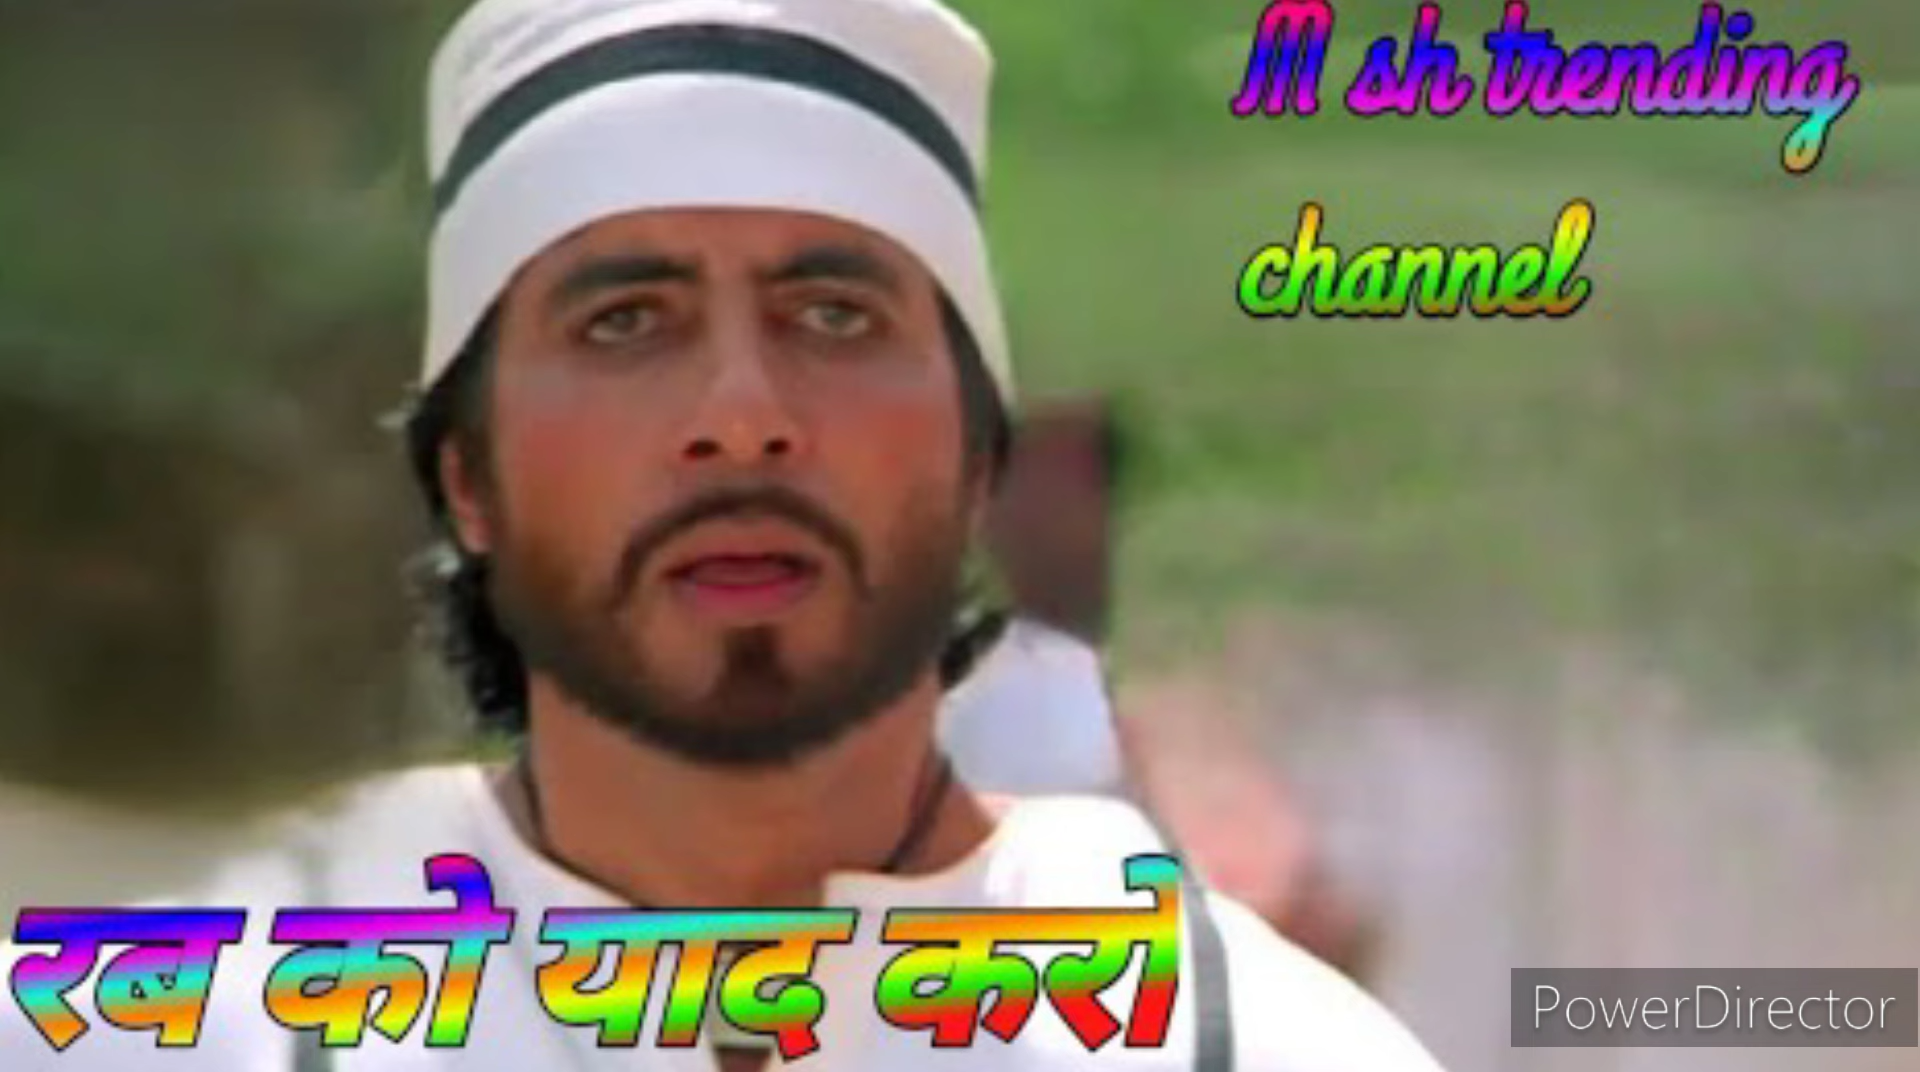 M sh trending
channel
रब को याद करो
PowerDirector